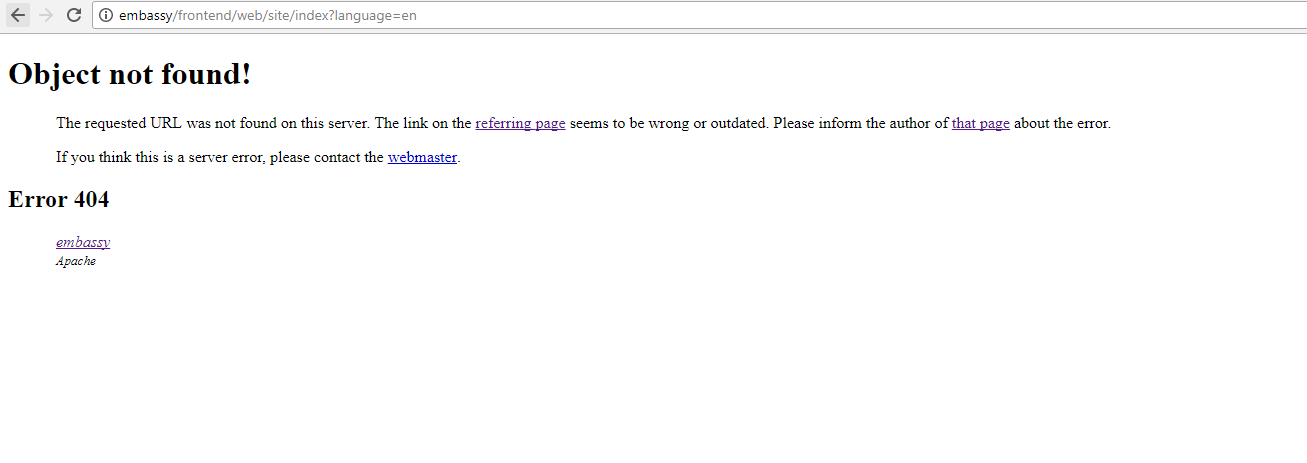 embassy/frontend/web/site/index?language=en
Object not found!
The requested URL was not found on this server. The link on the referring page seems to be wrong or outdated. Please inform the author of that page about the error.
If you think this is a server error, please contact the webmaster.
Error 404
embassy
Apache